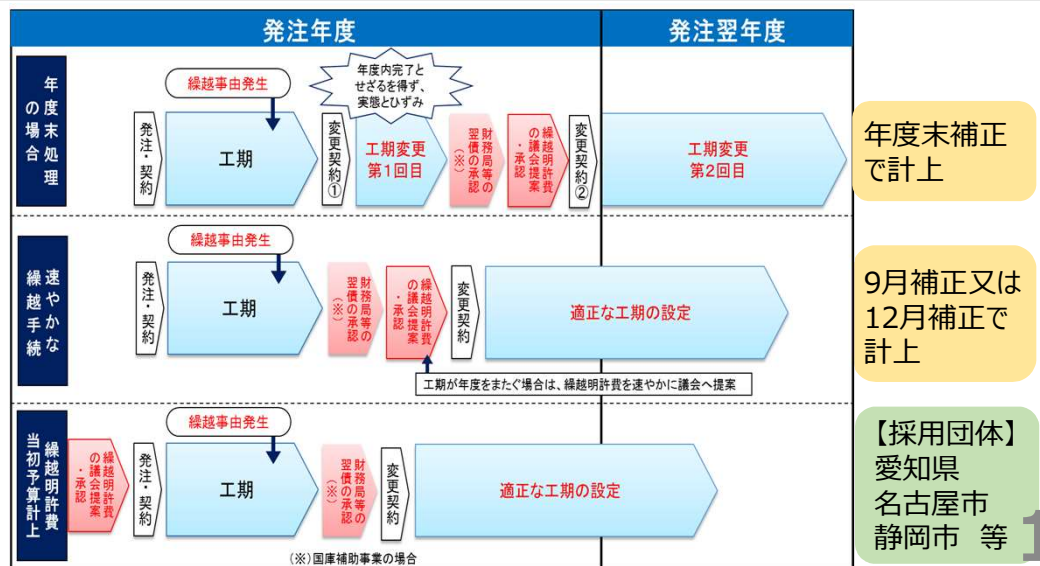 発注年度
発注翌年度
年度末処理
の場合
繰越事由発生
年度内完了と
せざるを得ず、
実態とひずみ
発注・契約
工期
変更契約①
工期変更
第1回目
財務局等の
翌債の承認
(※)
繰越明許費
の議会提案
・承認
変更契約②
工期変更
第2回目
年度末補正
で計上
速やかな
繰越手続
繰越事由発生
発注・契約
工期
財務局等の
翌債の承認
(※)
繰越明許費
の議会提案
・承認
変更契約
適正な工期の設定
工期が年度をまたぐ場合は、繰越明許費を速やかに議会へ提案
9月補正又は
12月補正で
計上
繰越明許費
当初予算計上
繰越明許費
の議会提案
・承認
発注・契約
繰越事由発生
工期
財務局等の
翌債の承認
(※)
変更契約
適正な工期の設定
(※)国庫補助事業の場合
【採用団体】
愛知県
名古屋市
静岡市 等